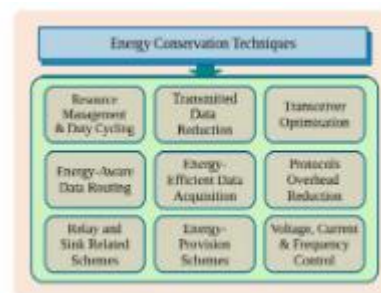 Energy Conservation Techniques
Resource
Management
& Duty Cycling
Transmitted
Data
Reduction
Transceiver
Optimization
Energy-Aware
Data Routing
Energy-
Efficient Data
Acquisition
Protocols
Overhead
Reduction
Relay and
Sink Related
Schemes
Energy-
Provision
Schemes
Voltage, Current
& Frequency
Control